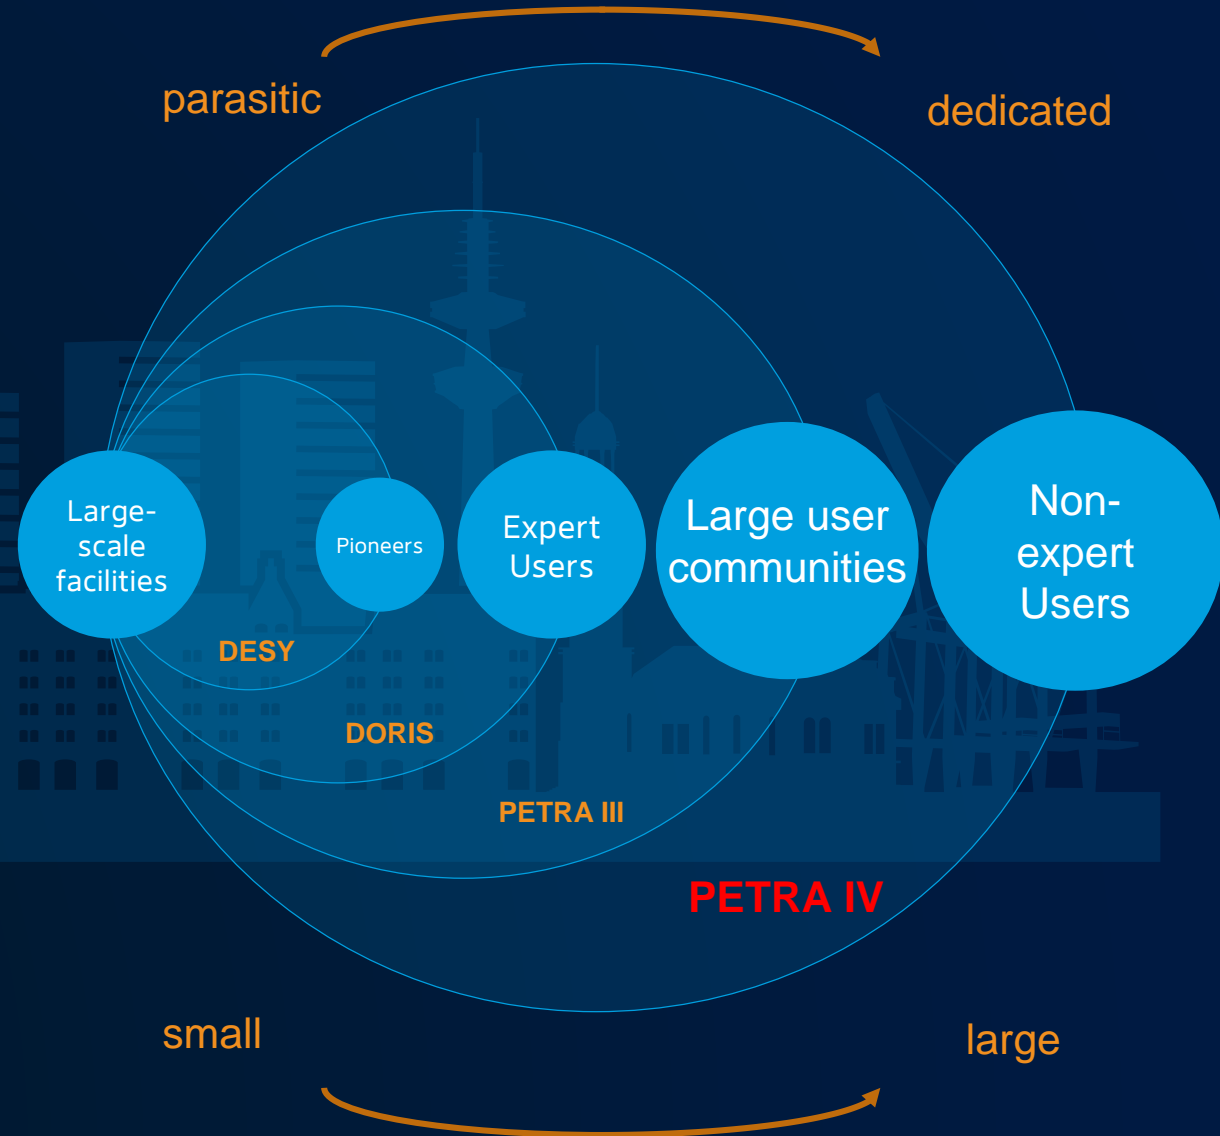 parasitic
dedicated
Large-
scale
facilities
Pioneers
Expert
Users
Large user
communities
Non-
expert
Users
DESY
DORIS
PETRA III
PETRA IV
small
large